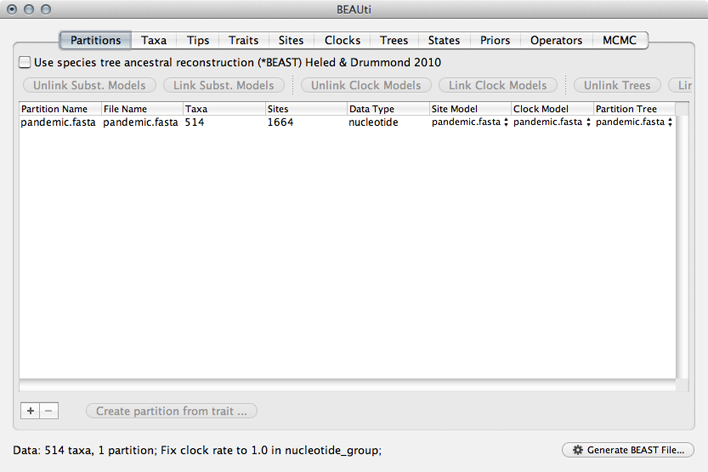 BEAUti
Partitions Taxa Tips Traits Sites Clocks Trees States Priors Operators MCMC
Use species tree ancestral reconstruction (*BEAST) Heled & Drummond 2010
Unlink Subst. Models Link Subst. Models Unlink Clock Models Link Clock Models Unlink Trees Lin
Partition Name File Name Taxa Sites Data Type Site Model Clock Model Partition Tree
pandemic.fasta pandemic.fasta 514 1664 nucleotide pandemic.fasta pandemic.fasta pandemic.fasta
+ − Create partition from trait ...
Data: 514 taxa, 1 partition; Fix clock rate to 1.0 in nucleotide_group; Generate BEAST File...